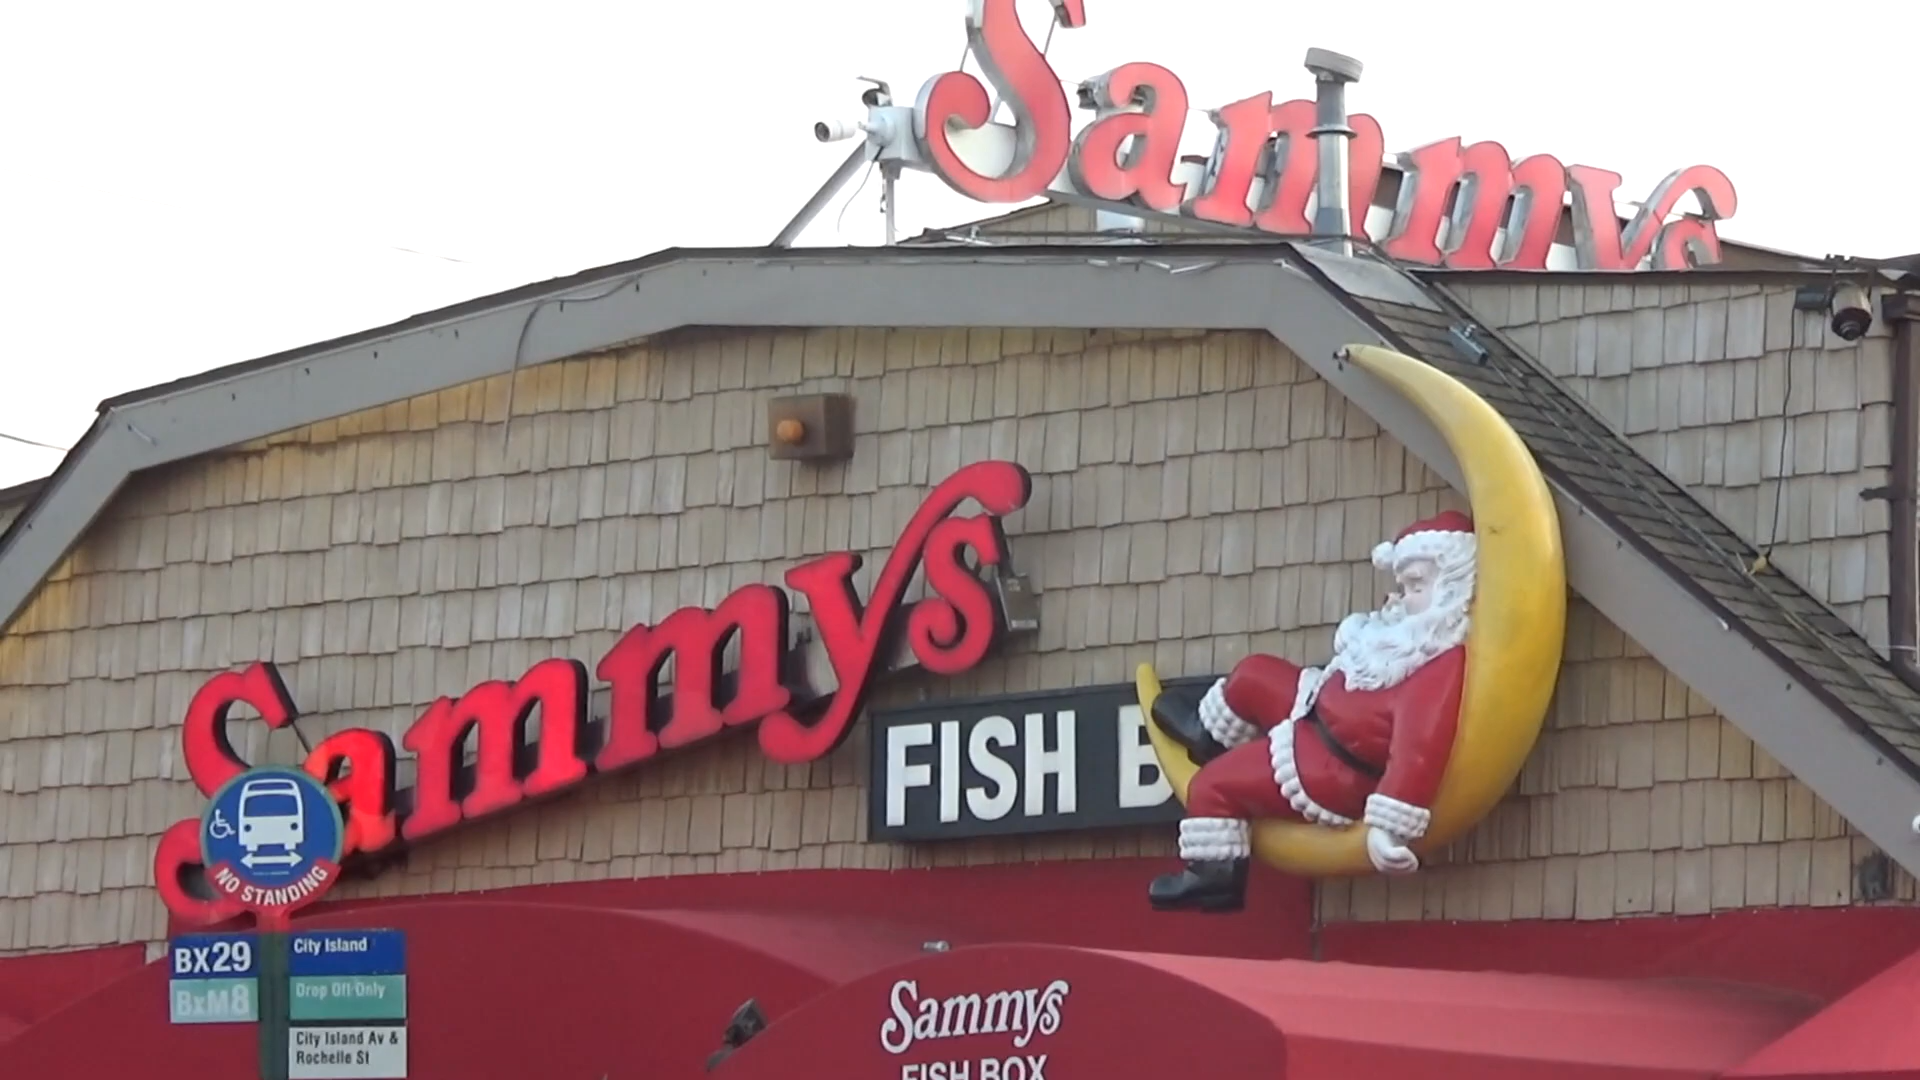 Sammys
Sammys
FISH B
NO STANDING
BX29
BxM8
City Island
Drop Off Only
City Island Av &
Rochelle St
Sammys
FISH BOX